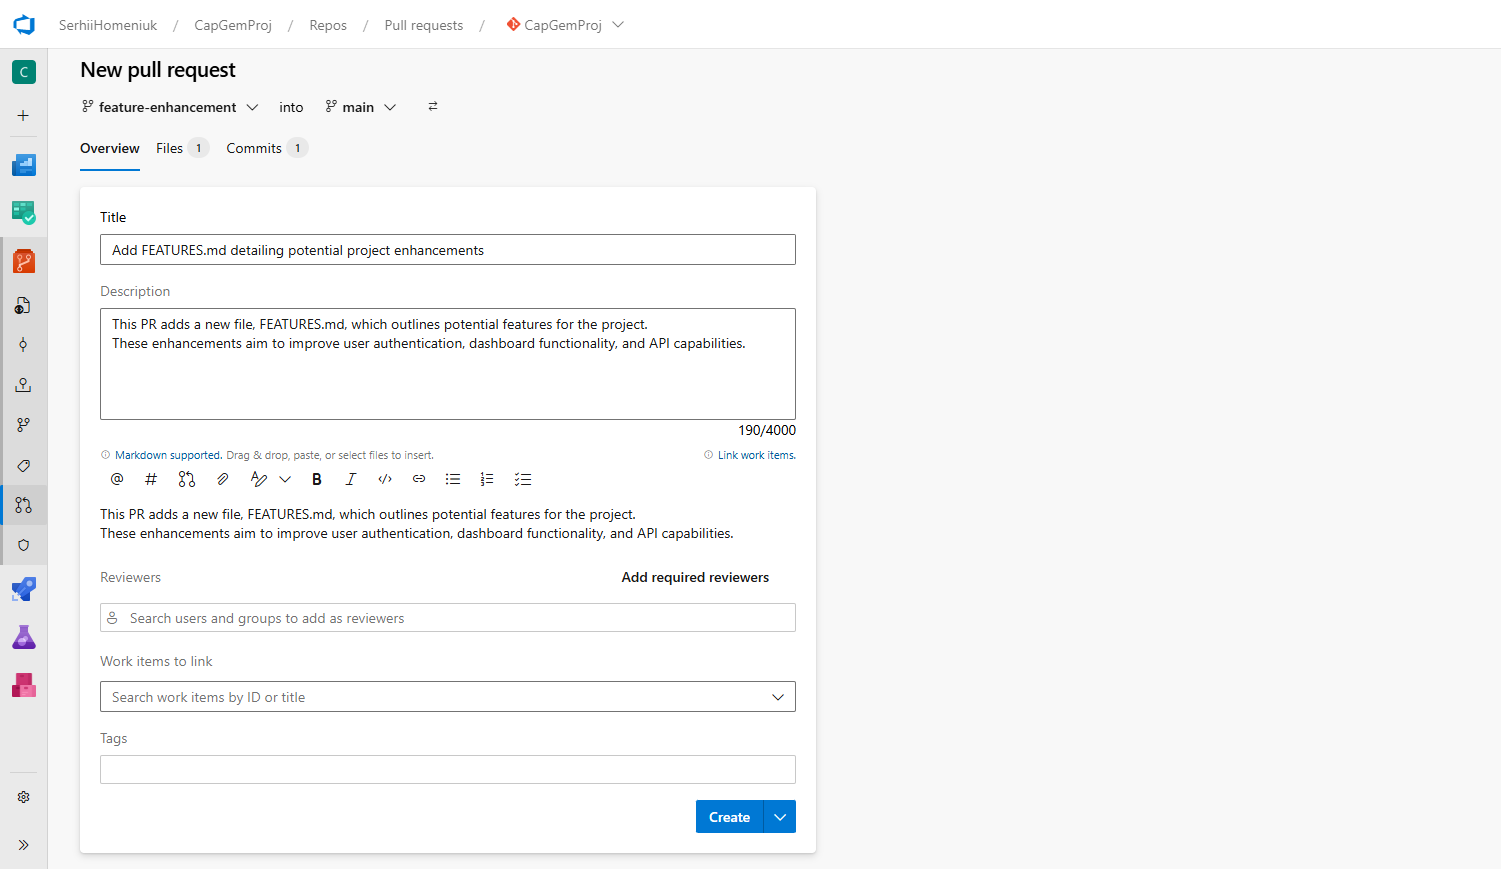 SerhiiHomeniuk / CapGemProj / Repos / Pull requests / CapGemProj
C
New pull request
feature-enhancement into main
Overview Files 1 Commits 1
Title
Add FEATURES.md detailing potential project enhancements
Description
This PR adds a new file, FEATURES.md, which outlines potential features for the project.
These enhancements aim to improve user authentication, dashboard functionality, and API capabilities.
190/4000
Markdown supported. Drag & drop, paste, or select files to insert. Link work items.
@ # B I </>
This PR adds a new file, FEATURES.md, which outlines potential features for the project.
These enhancements aim to improve user authentication, dashboard functionality, and API capabilities.
Reviewers Add required reviewers
Search users and groups to add as reviewers
Work items to link
Search work items by ID or title
Tags
Create